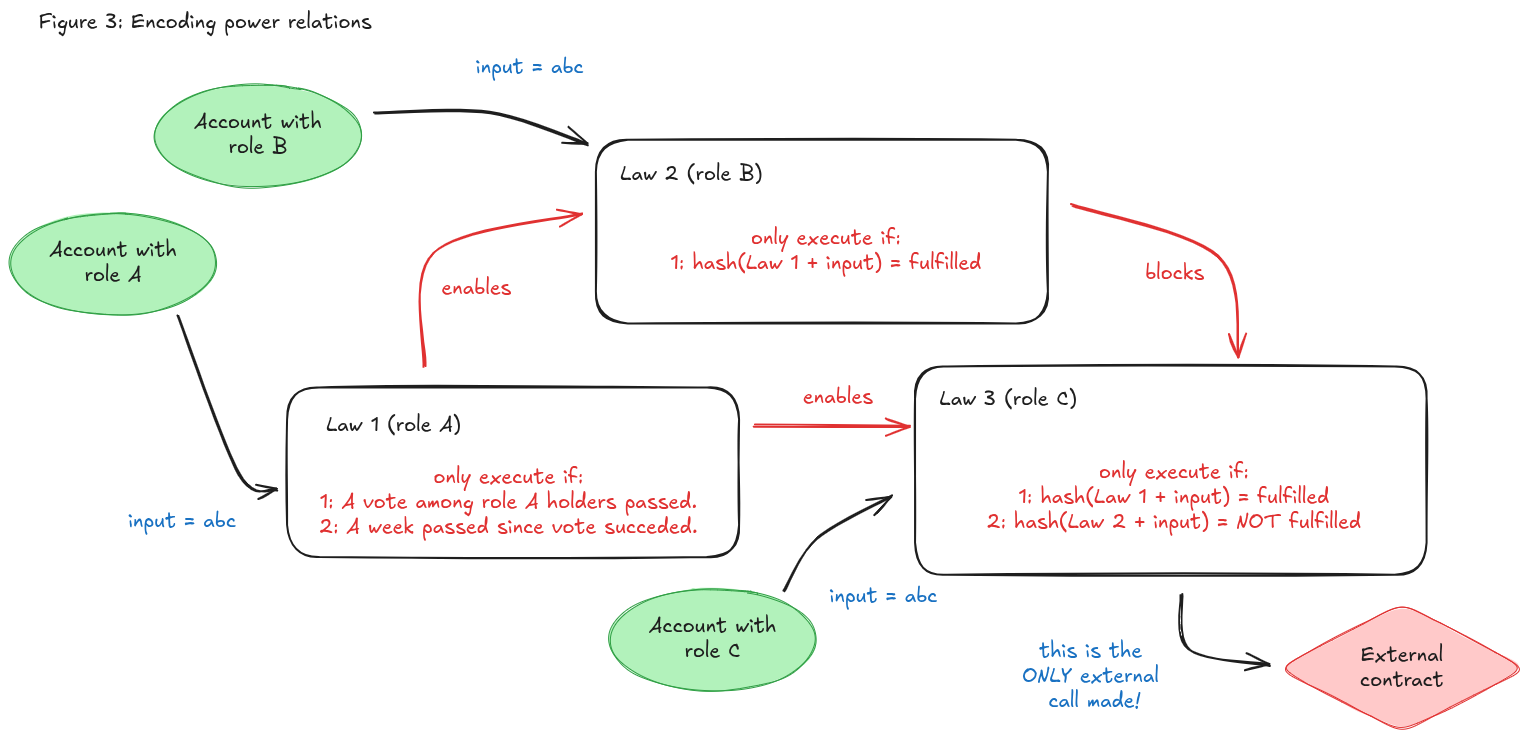 Figure 3: Encoding power relations
input = abc
Account with
role B
Law 2 (role B)
only execute if:
1: hash(Law 1 + input) = fulfilled
Account with
role A
enables
blocks
Law 1 (role A)
only execute if:
1: A vote among role A holders passed.
2: A week passed since vote succeded.
input = abc
enables
Law 3 (role C)
only execute if:
1: hash(Law 1 + input) = fulfilled
2: hash(Law 2 + input) = NOT fulfilled
input = abc
Account with
role C
this is the
ONLY external
call made!
External
contract